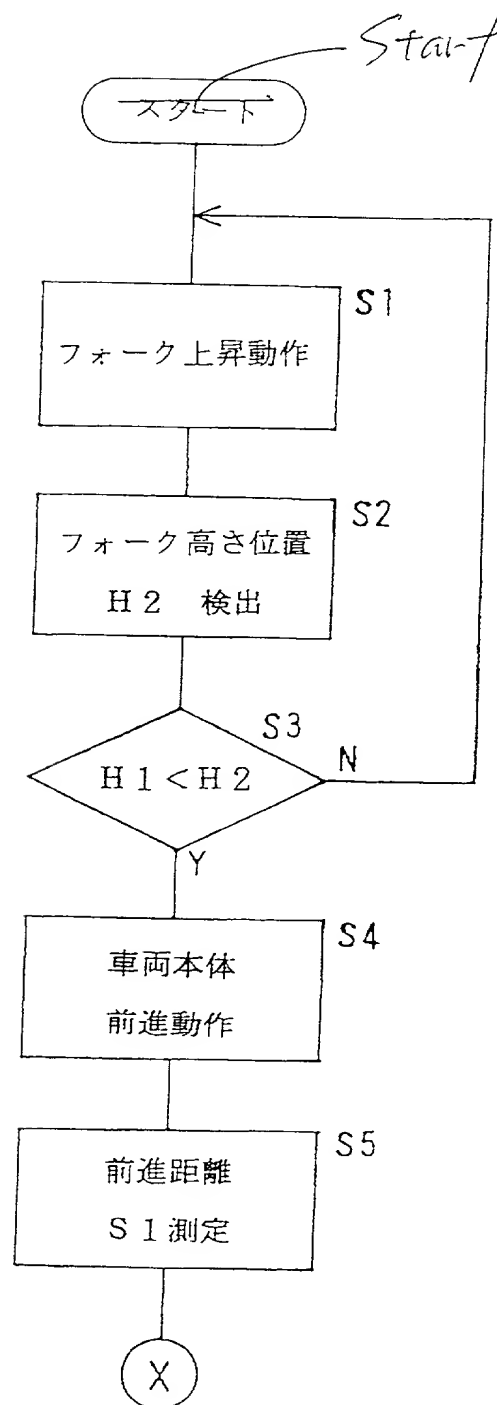 Start
スタート
S1
フォーク上昇動作
S2
フォーク高さ位置
H2 検出
S3
H1<H2
N
Y
S4
車両本体
前進動作
S5
前進距離
S1測定
X